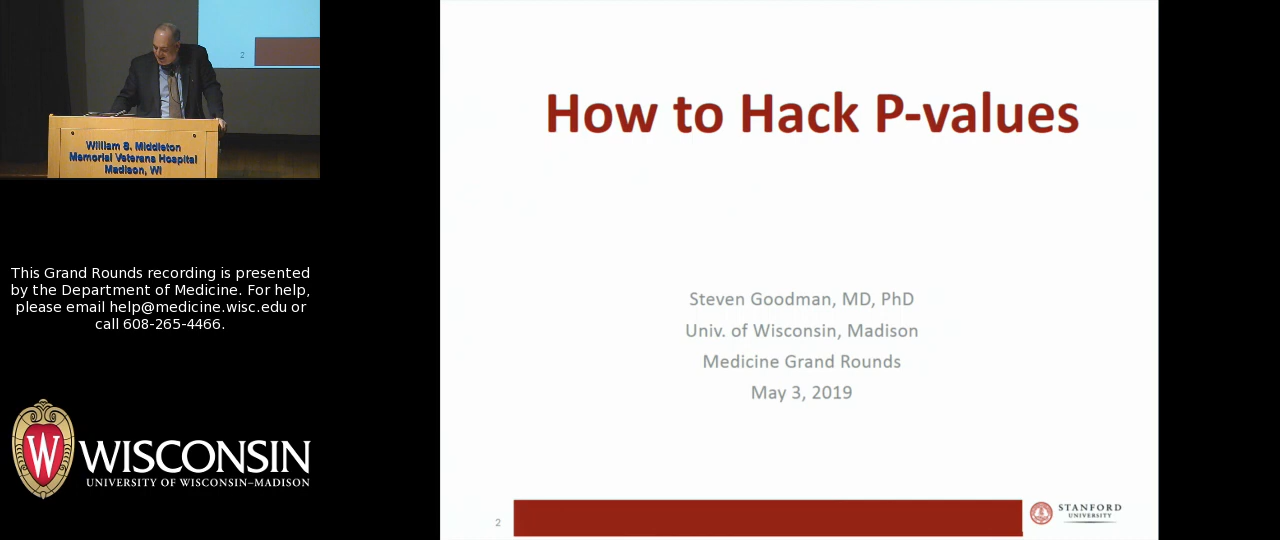 2
William S. Middleton
Memorial Veterans Hospital
Madison, WI
This Grand Rounds recording is presented
by the Department of Medicine. For help,
please email help@medicine.wisc.edu or
call 608-265-4466.
W
WISCONSIN
UNIVERSITY OF WISCONSIN–MADISON
How to Hack P-values
Steven Goodman, MD, PhD
Univ. of Wisconsin, Madison
Medicine Grand Rounds
May 3, 2019
2
STANFORD
UNIVERSITY